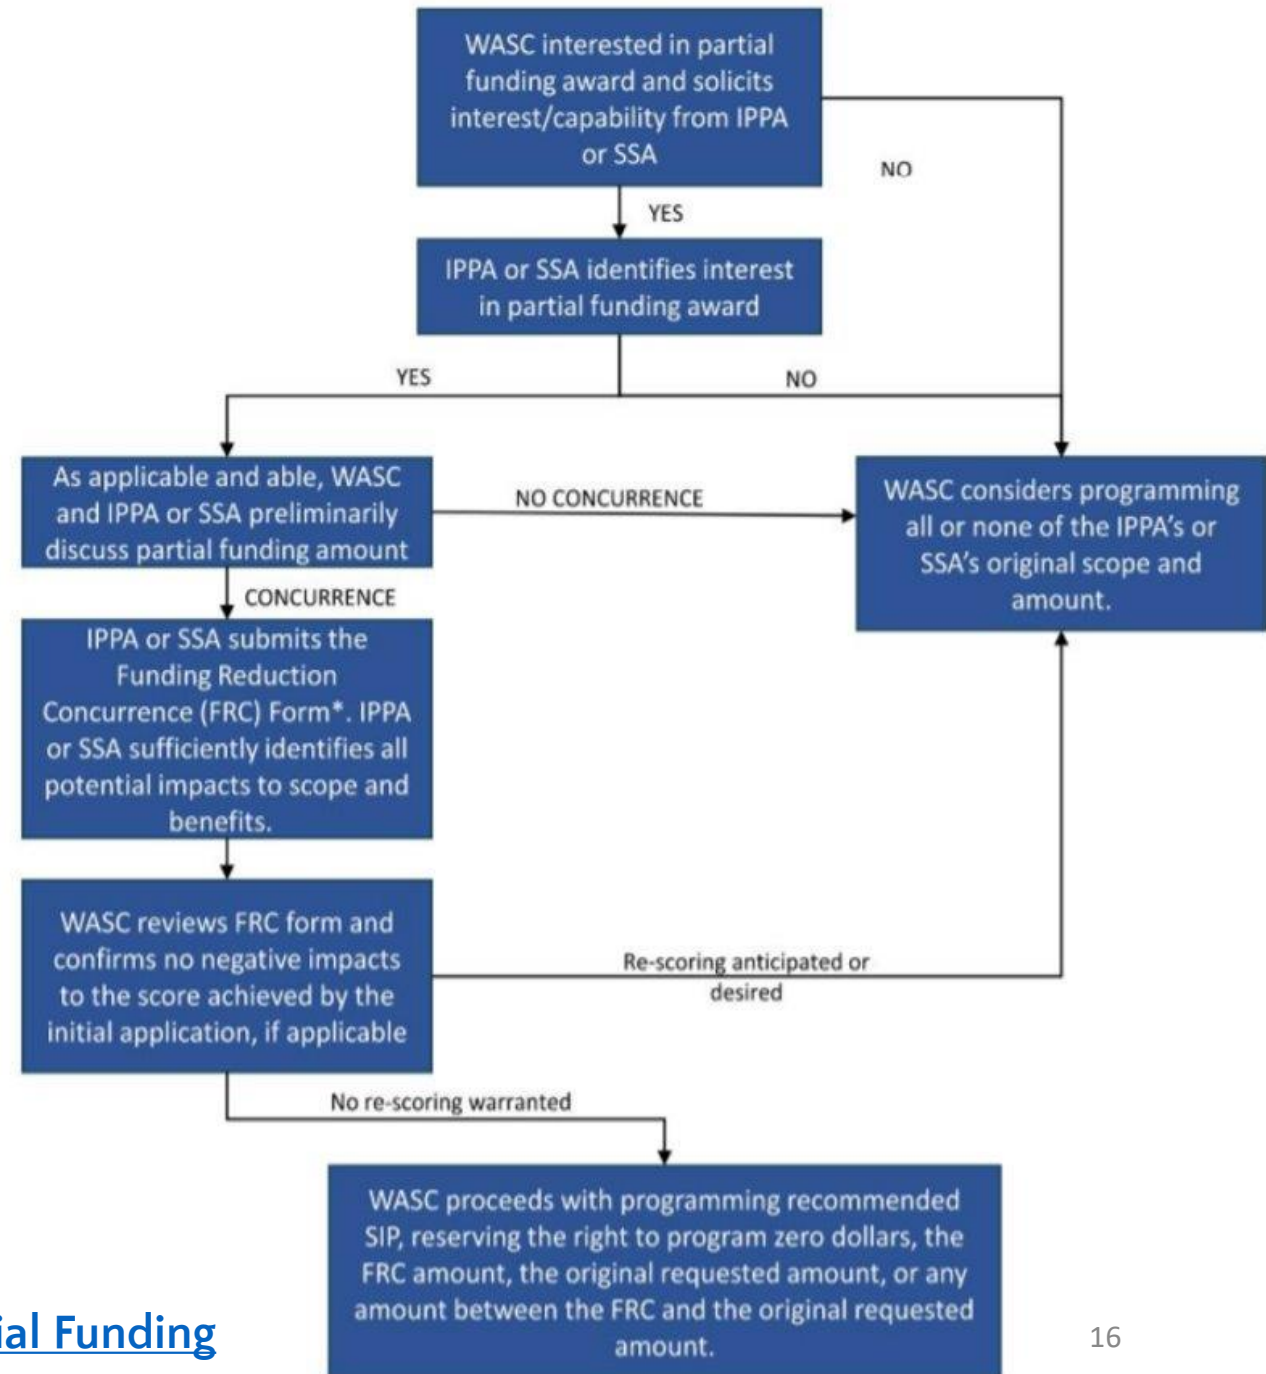 WASC interested in partial
funding award and solicits
interest/capability from IPPA
or SSA
NO
YES
IPPA or SSA identifies interest
in partial funding award
YES
NO
As applicable and able, WASC
and IPPA or SSA preliminarily
discuss partial funding amount
NO CONCURRENCE
WASC considers programming
all or none of the IPPA’s or
SSA’s original scope and
amount.
CONCURRENCE
IPPA or SSA submits the
Funding Reduction
Concurrence (FRC) Form*. IPPA
or SSA sufficiently identifies all
potential impacts to scope and
benefits.
WASC reviews FRC form and
confirms no negative impacts
to the score achieved by the
initial application, if applicable
Re-scoring anticipated or
desired
No re-scoring warranted
WASC proceeds with programming recommended
SIP, reserving the right to program zero dollars, the
FRC amount, the original requested amount, or any
amount between the FRC and the original requested
amount.
ial Funding
16